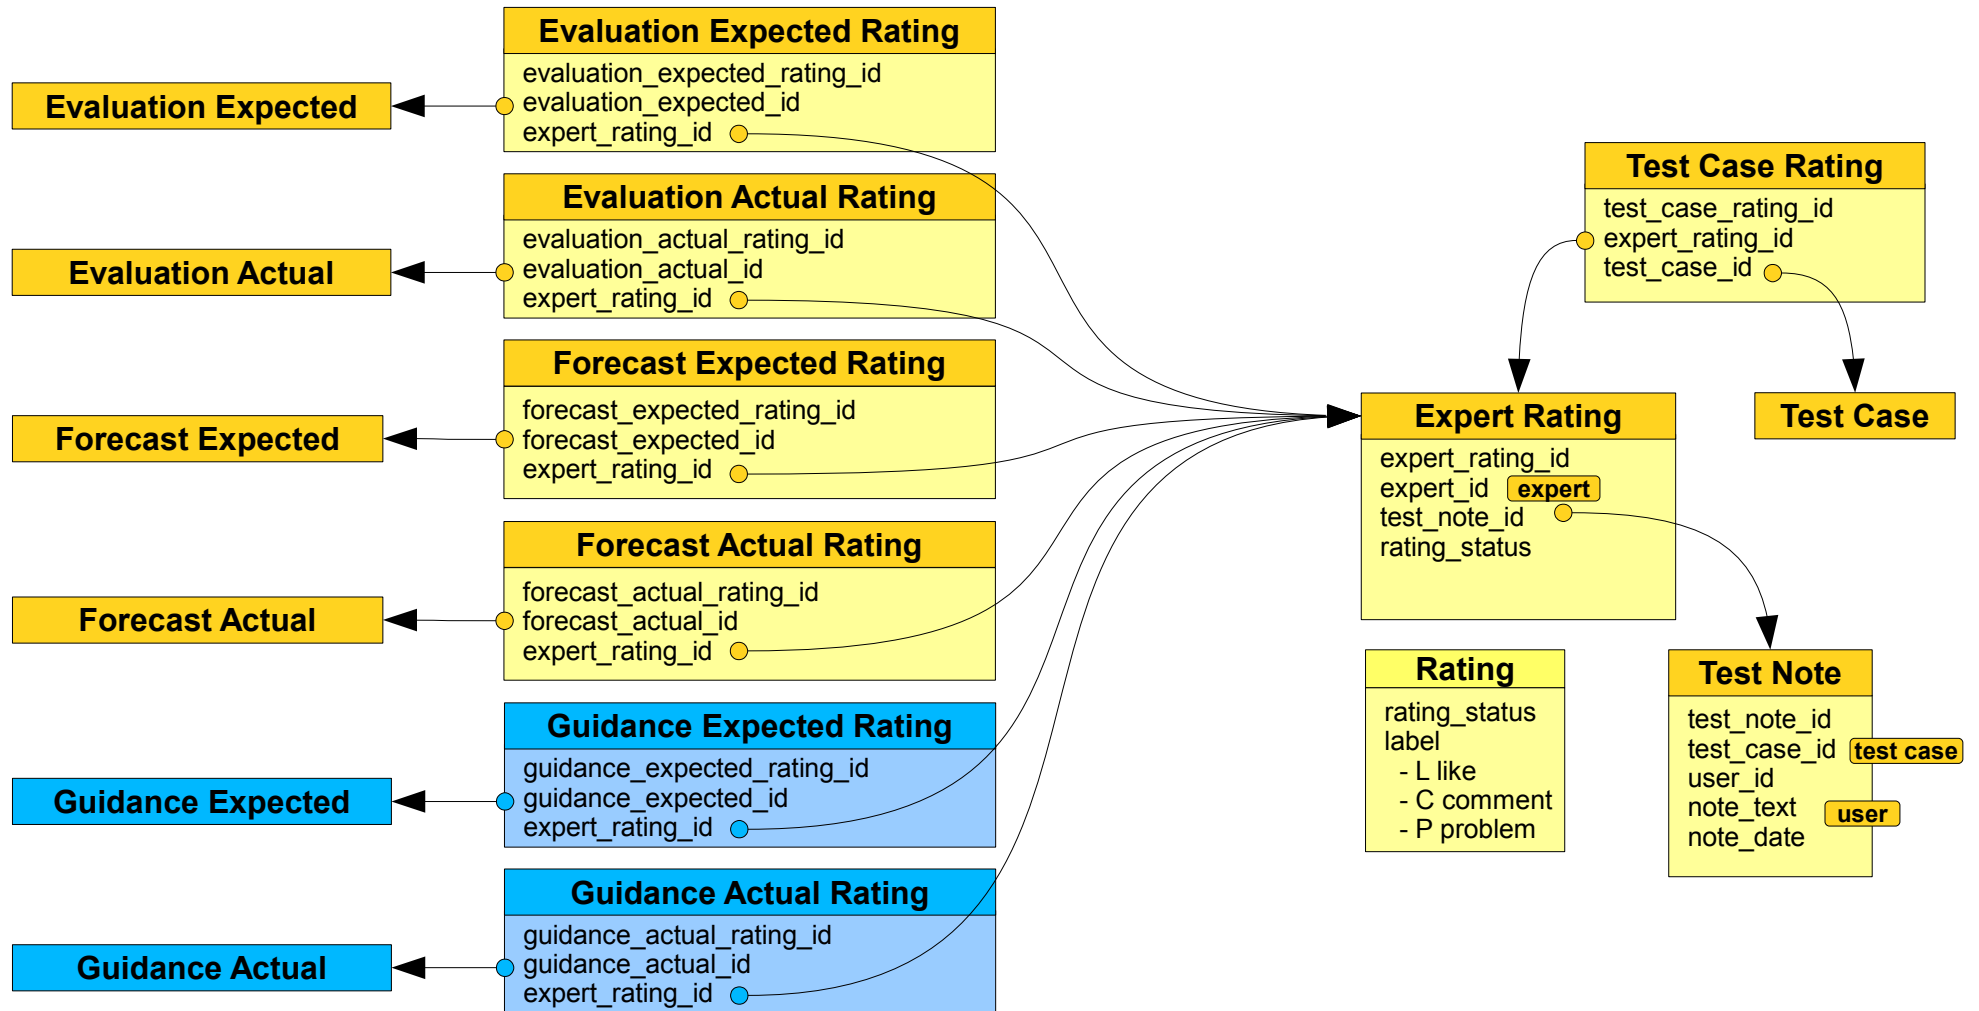 Evaluation Expected
Evaluation Actual
Forecast Expected
Forecast Actual
Guidance Expected
Guidance Actual
Evaluation Expected Rating
evaluation_expected_rating_id
evaluation_expected_id
expert_rating_id
Evaluation Actual Rating
evaluation_actual_rating_id
evaluation_actual_id
expert_rating_id
Forecast Expected Rating
forecast_expected_rating_id
forecast_expected_id
expert_rating_id
Forecast Actual Rating
forecast_actual_rating_id
forecast_actual_id
expert_rating_id
Guidance Expected Rating
guidance_expected_rating_id
guidance_expected_id
expert_rating_id
Guidance Actual Rating
guidance_actual_rating_id
guidance_actual_id
expert_rating_id
Test Case Rating
test_case_rating_id
expert_rating_id
test_case_id
Expert Rating
expert_rating_id
expert_id expert
test_note_id
rating_status
Test Case
Rating
rating_status
label
- L like
- C comment
- P problem
Test Note
test_note_id
test_case_id test case
user_id
note_text user
note_date